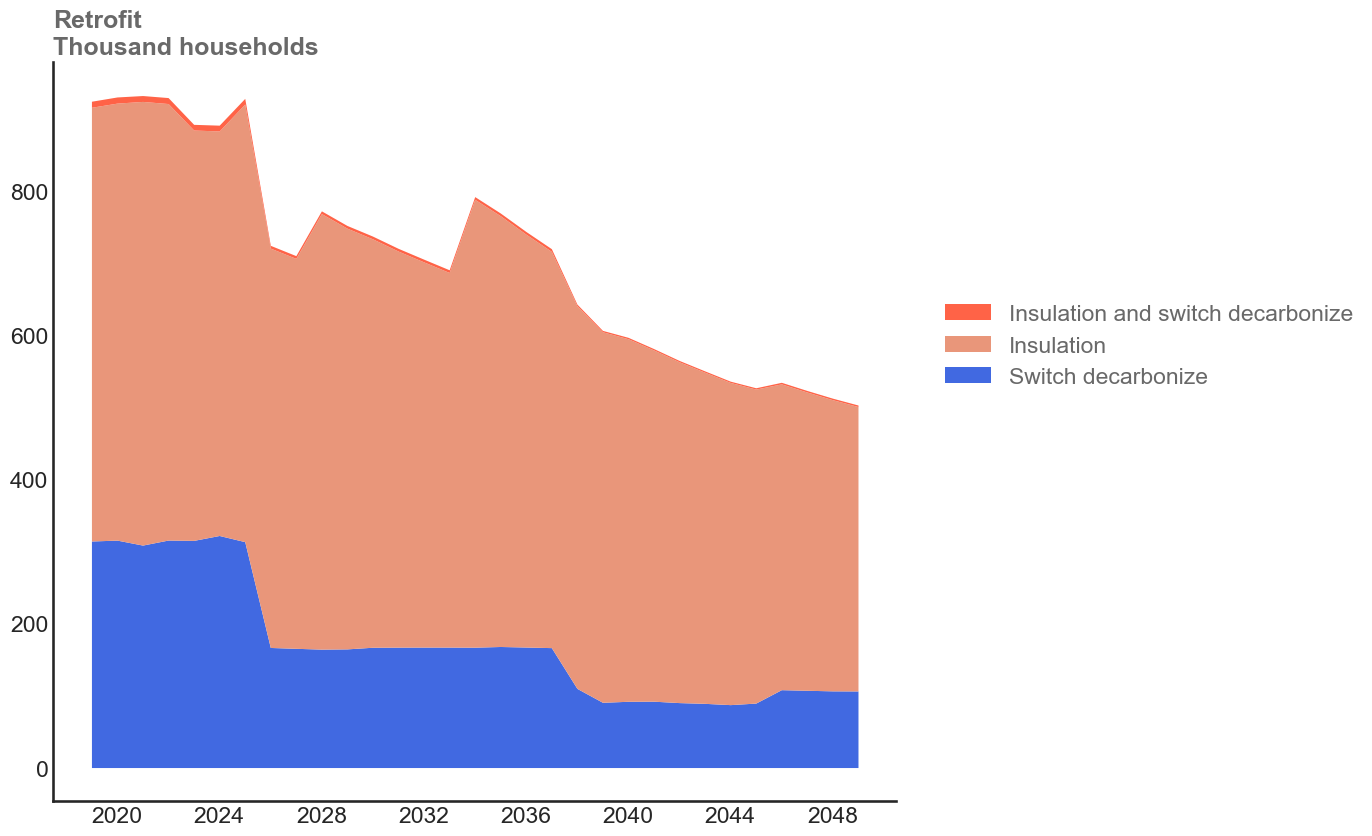 Retrofit
Thousand households
800
600
400
200
0
2020 2024 2028 2032 2036 2040 2044 2048
Insulation and switch decarbonize
Insulation
Switch decarbonize